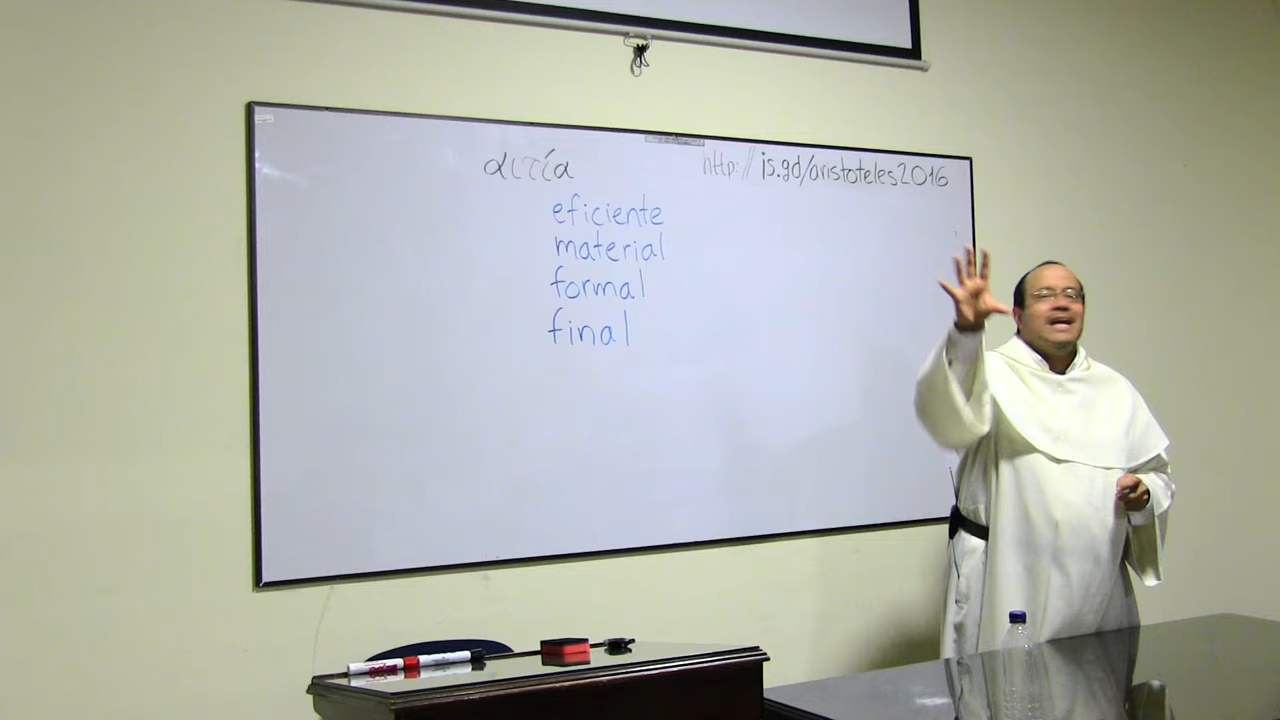 αιτία
http://is.gd/aristoteles2016
eficiente
material
formal
final